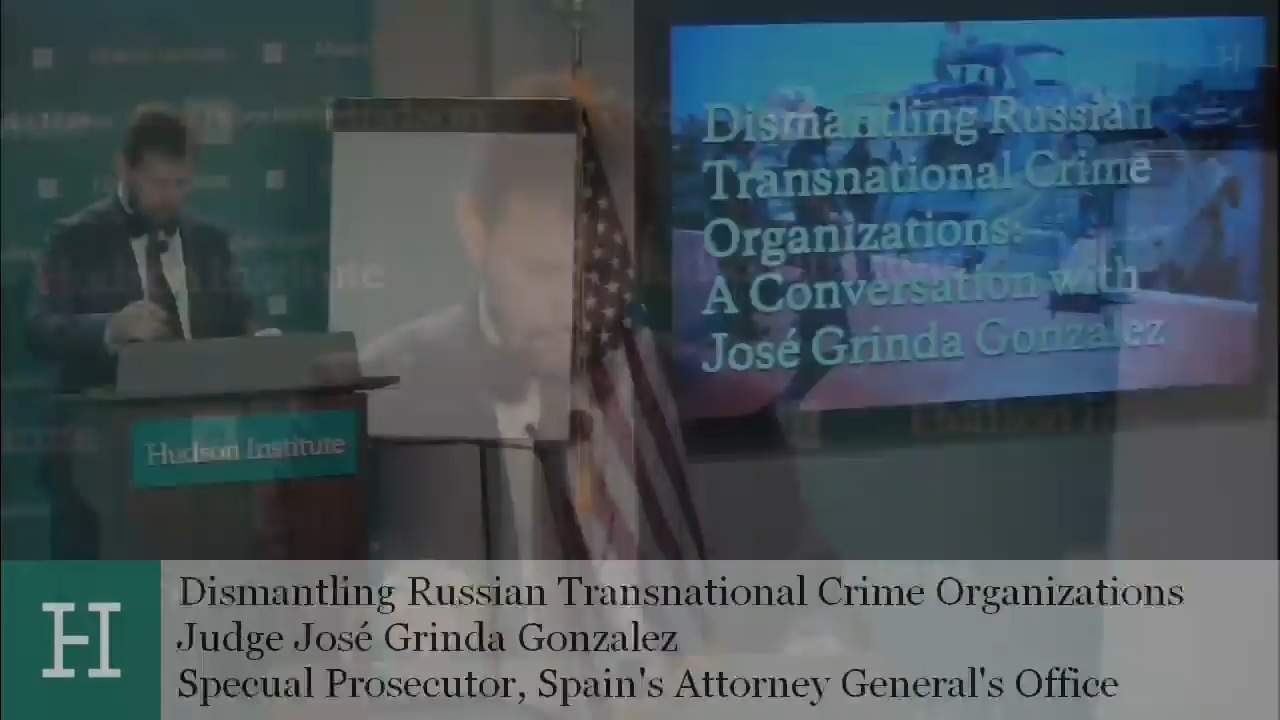 Dismantling Russian
Transnational Crime
Organizations:
A Conversation with
José Grinda Gonzalez
Hudson Institute
H
Dismantling Russian Transnational Crime Organizations
Judge José Grinda Gonzalez
Specual Prosecutor, Spain's Attorney General's Office